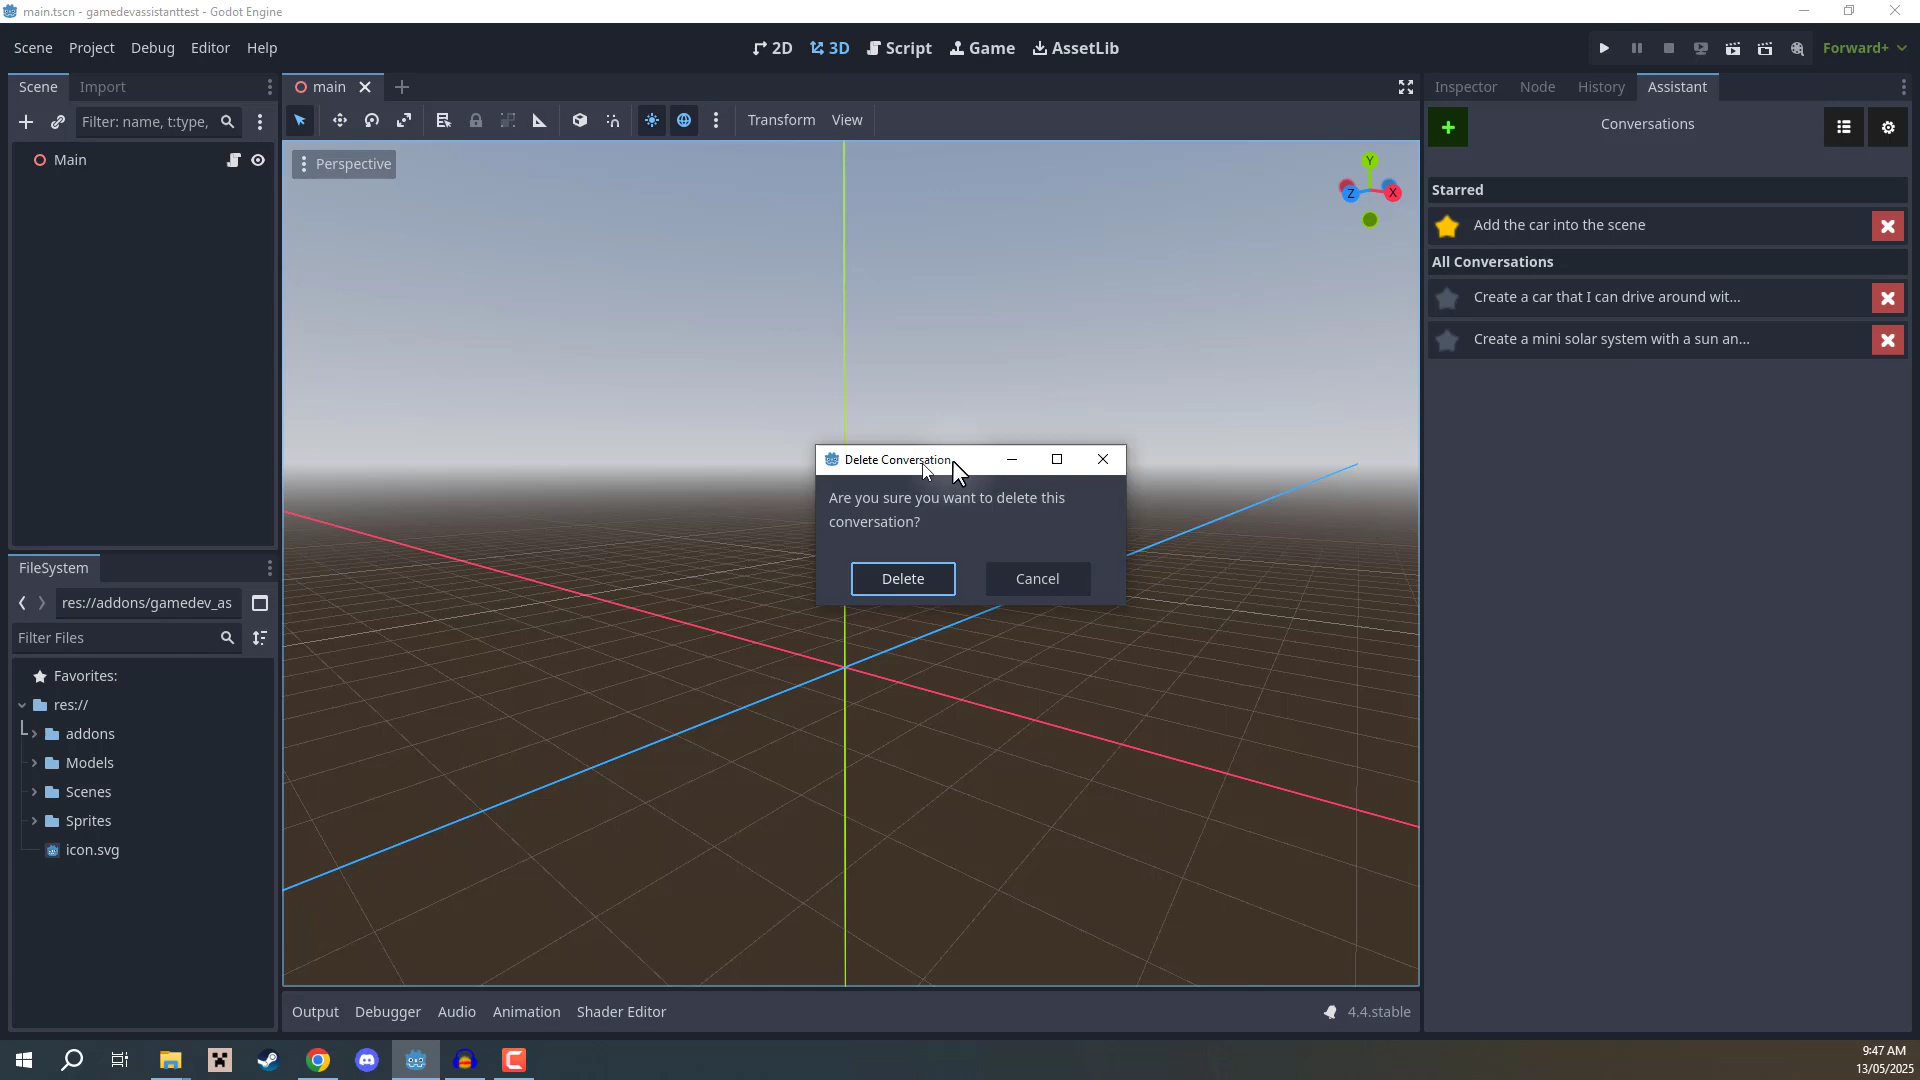 main.tscn - gamedevassistanttest - Godot Engine
Scene Project Debug Editor Help
2D 3D Script Game AssetLib
Forward+
Scene Import
main
Inspector Node History Assistant
Filter: name, t:type,
Transform View
Conversations
Main
Perspective
Y
Z
X
Starred
Add the car into the scene
All Conversations
Create a car that I can drive around wit...
Create a mini solar system with a sun an...
Delete Conversation
Are you sure you want to delete this
conversation?
Delete Cancel
FileSystem
res://addons/gamedev_as
Filter Files
Favorites:
res://
addons
Models
Scenes
Sprites
icon.svg
Output Debugger Audio Animation Shader Editor
4.4.stable
9:47 AM
13/05/2025